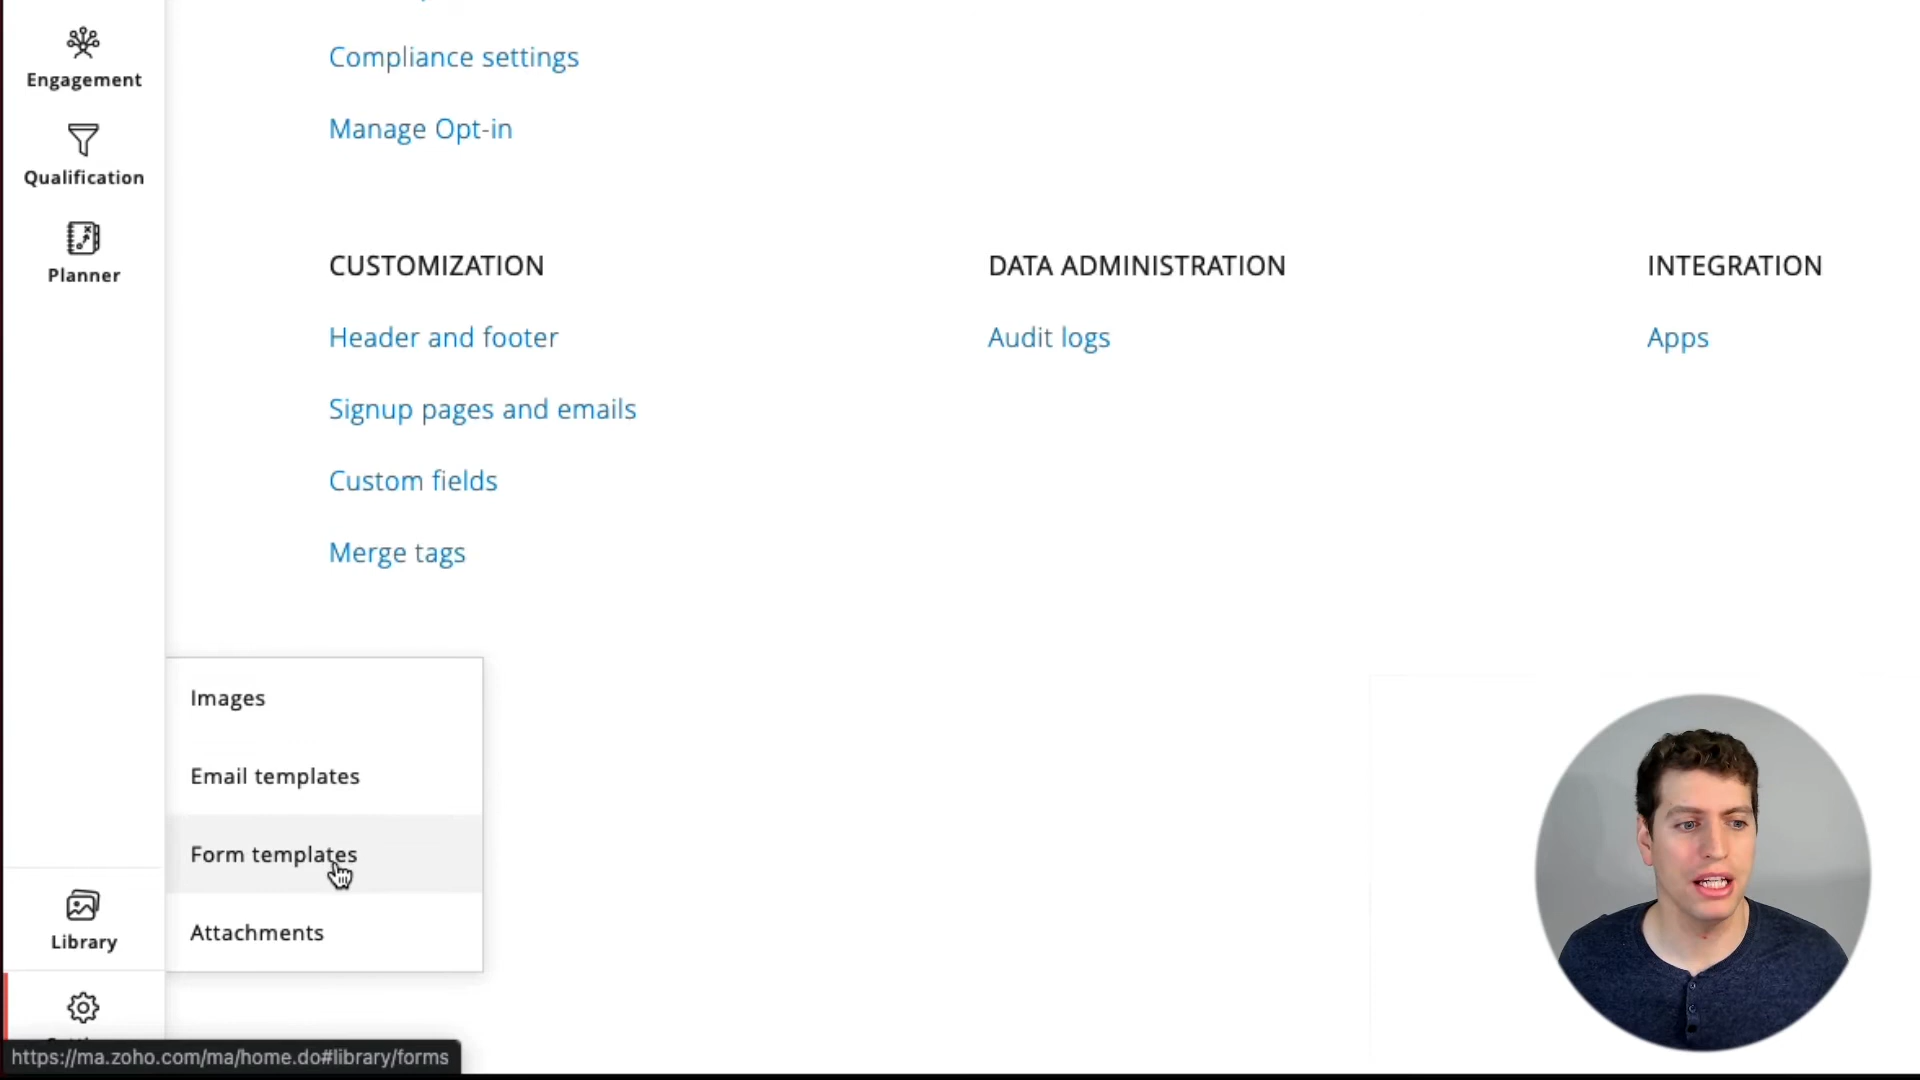 Engagement
Qualification
Planner
Compliance settings
Manage Opt-in
CUSTOMIZATION
Header and footer
Signup pages and emails
Custom fields
Merge tags
DATA ADMINISTRATION
Audit logs
INTEGRATION
Apps
Images
Email templates
Form templates
Attachments
Library
https://ma.zoho.com/ma/home.do#library/forms